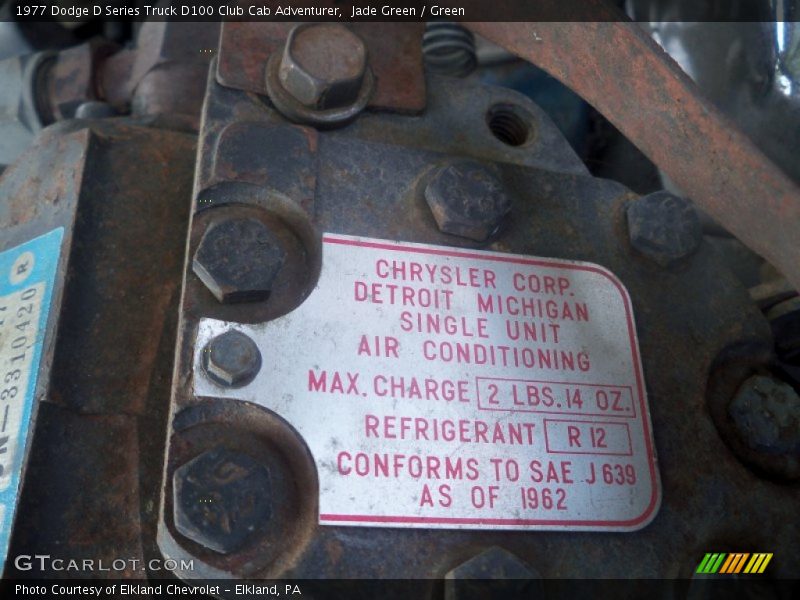 1977 Dodge D Series Truck D100 Club Cab Adventurer, Jade Green / Green
CHRYSLER CORP.
DETROIT MICHIGAN
SINGLE UNIT
AIR CONDITIONING
MAX. CHARGE 2 LBS. 14 OZ.
REFRIGERANT R 12
CONFORMS TO SAE J 639
AS OF 1962
R
3310420
GTCARLOT.COM
Photo Courtesy of Elkland Chevrolet - Elkland, PA